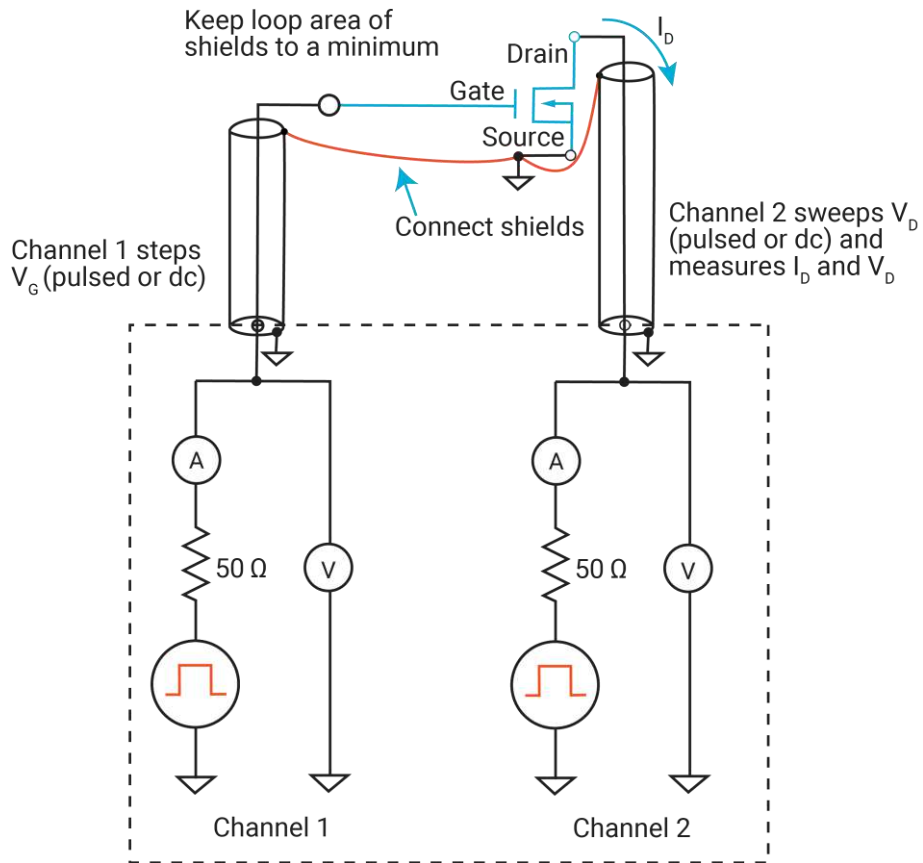 Keep loop area of
shields to a minimum
I_D
Drain
Gate
Source
Connect shields
Channel 1 steps
V_G (pulsed or dc)
Channel 2 sweeps V_D
(pulsed or dc) and
measures I_D and V_D
A
50 Ω
V
A
50 Ω
V
Channel 1
Channel 2